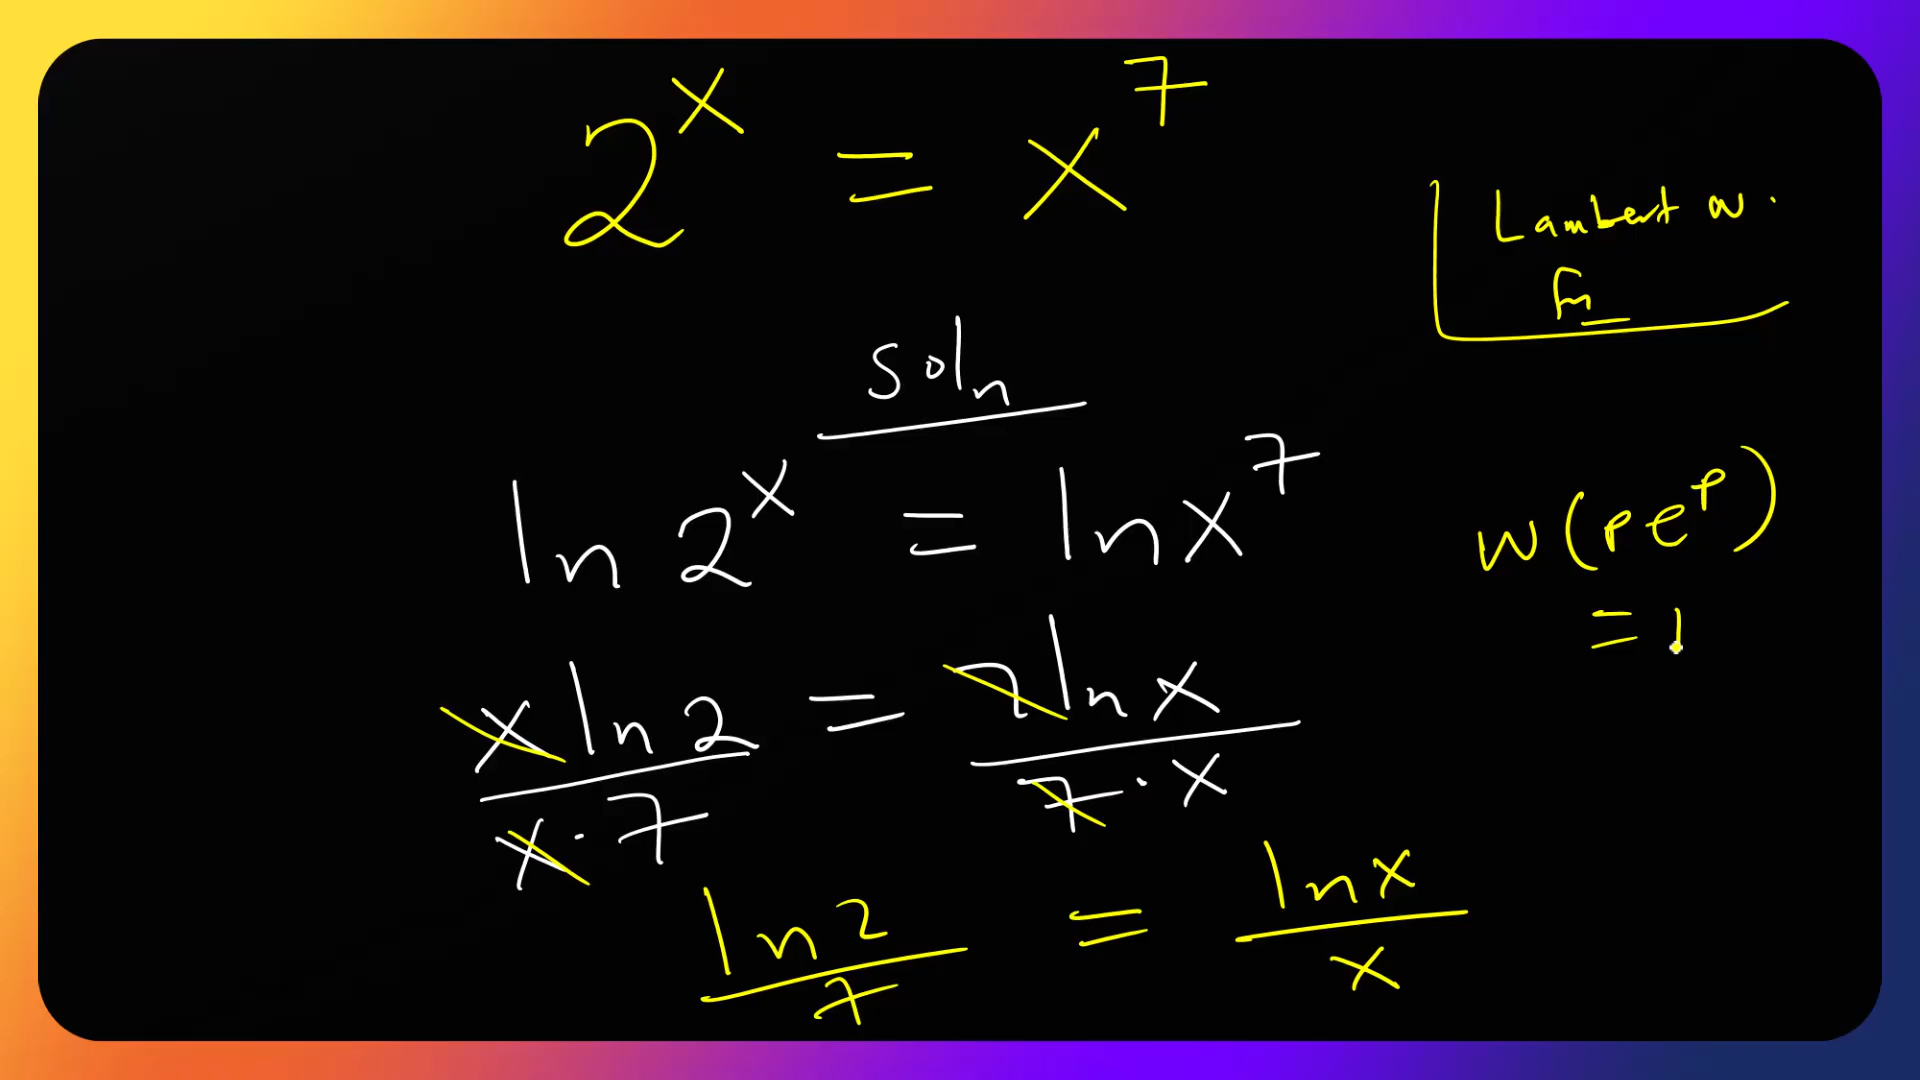 2^x = x^7
Lambert W.
Fn
soln
ln 2^x = ln x^7
W(pe^p)
=
x ln 2 / x · 7 = 7 ln x / 7 · x
ln 2 / 7 = ln x / x